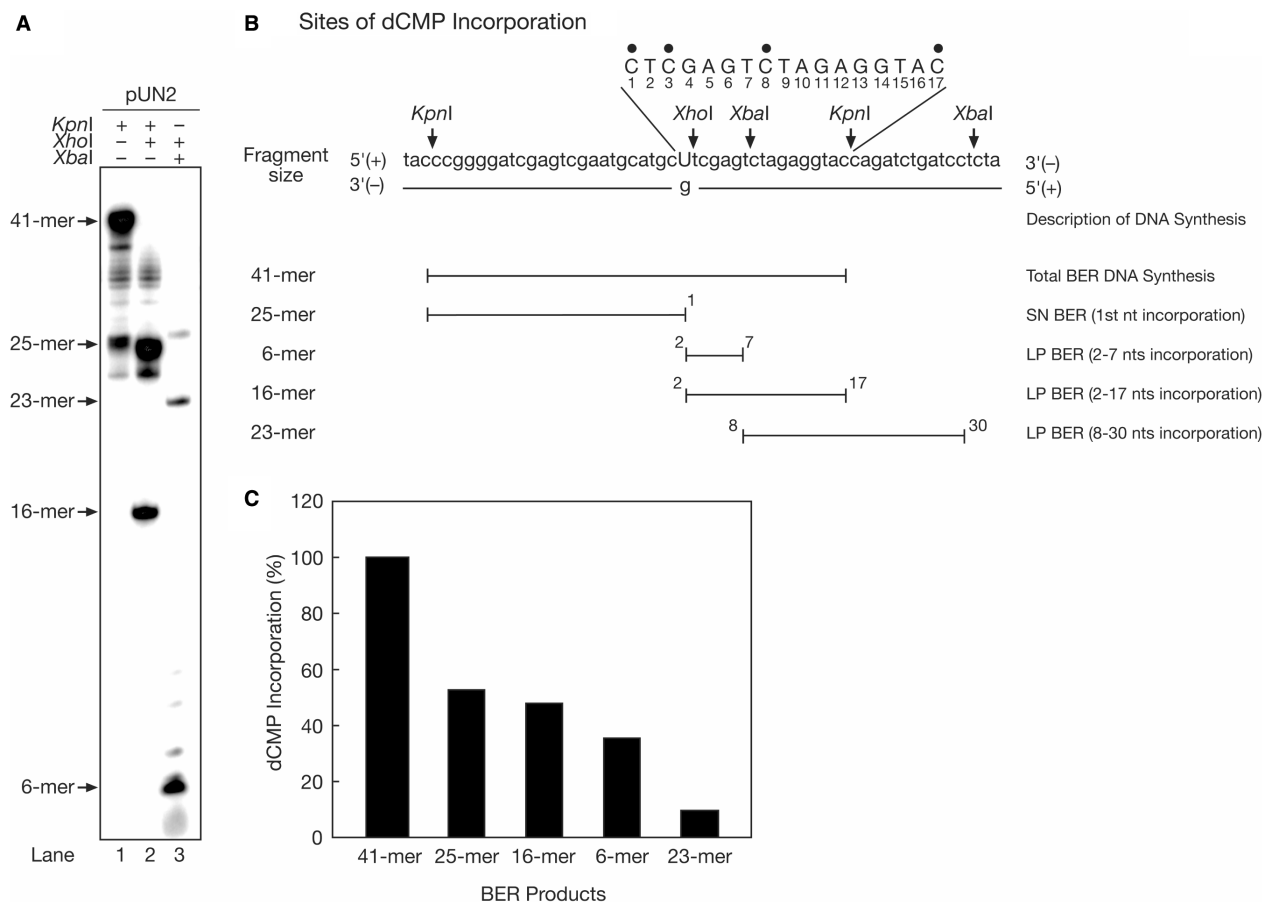 A
pUN2
KpnI + + –
XhoI – + +
XbaI – – +
41-mer
25-mer
23-mer
16-mer
6-mer
Lane 1 2 3
B Sites of dCMP Incorporation
C T C G A G T C T A G A G G T A C
1 2 3 4 5 6 7 8 9 10 11 12 13 14 15 16 17
KpnI XhoI XbaI KpnI XbaI
Fragment size
5'(+) tacccggggatcgagtcgaatgcatgcUtcgagtctagaggtaccagatctgatcctcta 3'(–)
3'(–) g 5'(+)
Description of DNA Synthesis
41-mer Total BER DNA Synthesis
25-mer 1 SN BER (1st nt incorporation)
6-mer 2 7 LP BER (2-7 nts incorporation)
16-mer 2 17 LP BER (2-17 nts incorporation)
23-mer 8 30 LP BER (8-30 nts incorporation)
C
dCMP Incorporation (%)
120
100
80
60
40
20
0
41-mer 25-mer 16-mer 6-mer 23-mer
BER Products